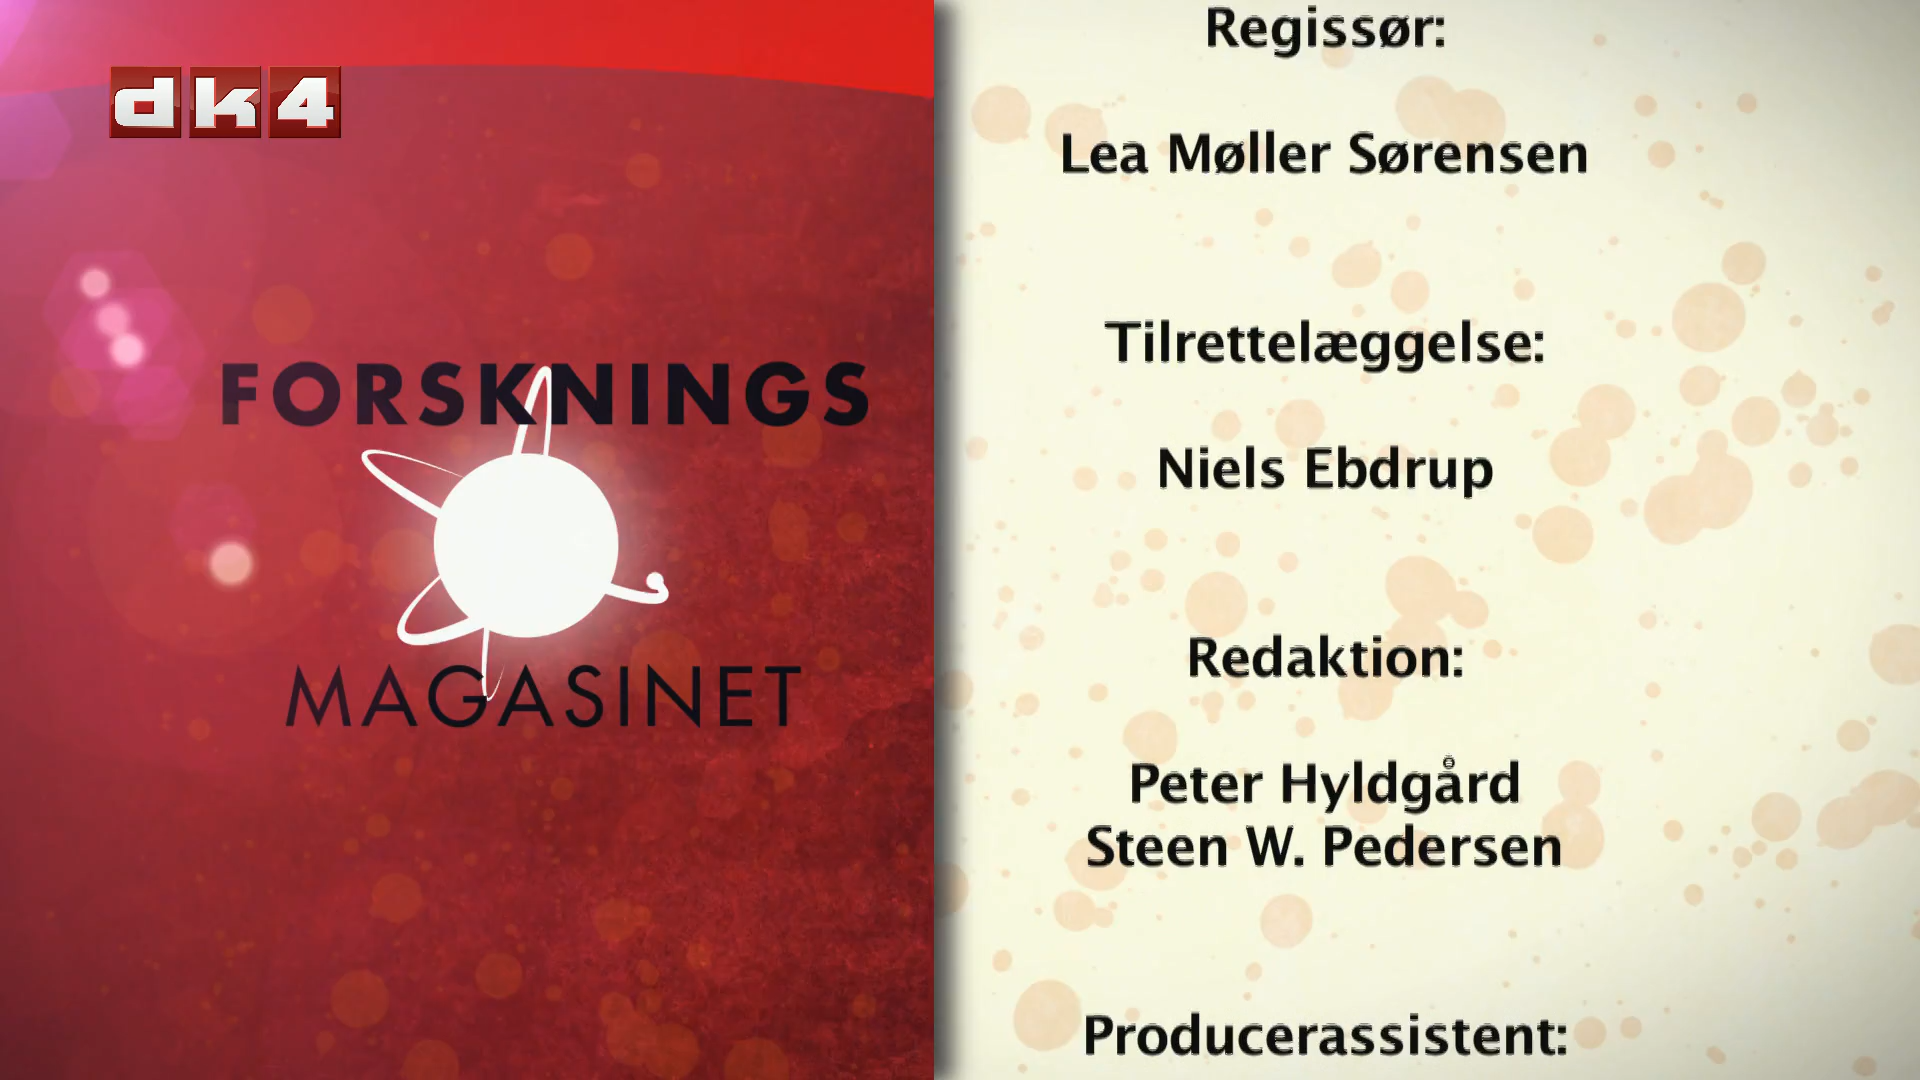 dk4
FORSKNINGS
MAGASINET
Regissør:
Lea Møller Sørensen
Tilrettelæggelse:
Niels Ebdrup
Redaktion:
Peter Hyldgård
Steen W. Pedersen
Producerassistent: